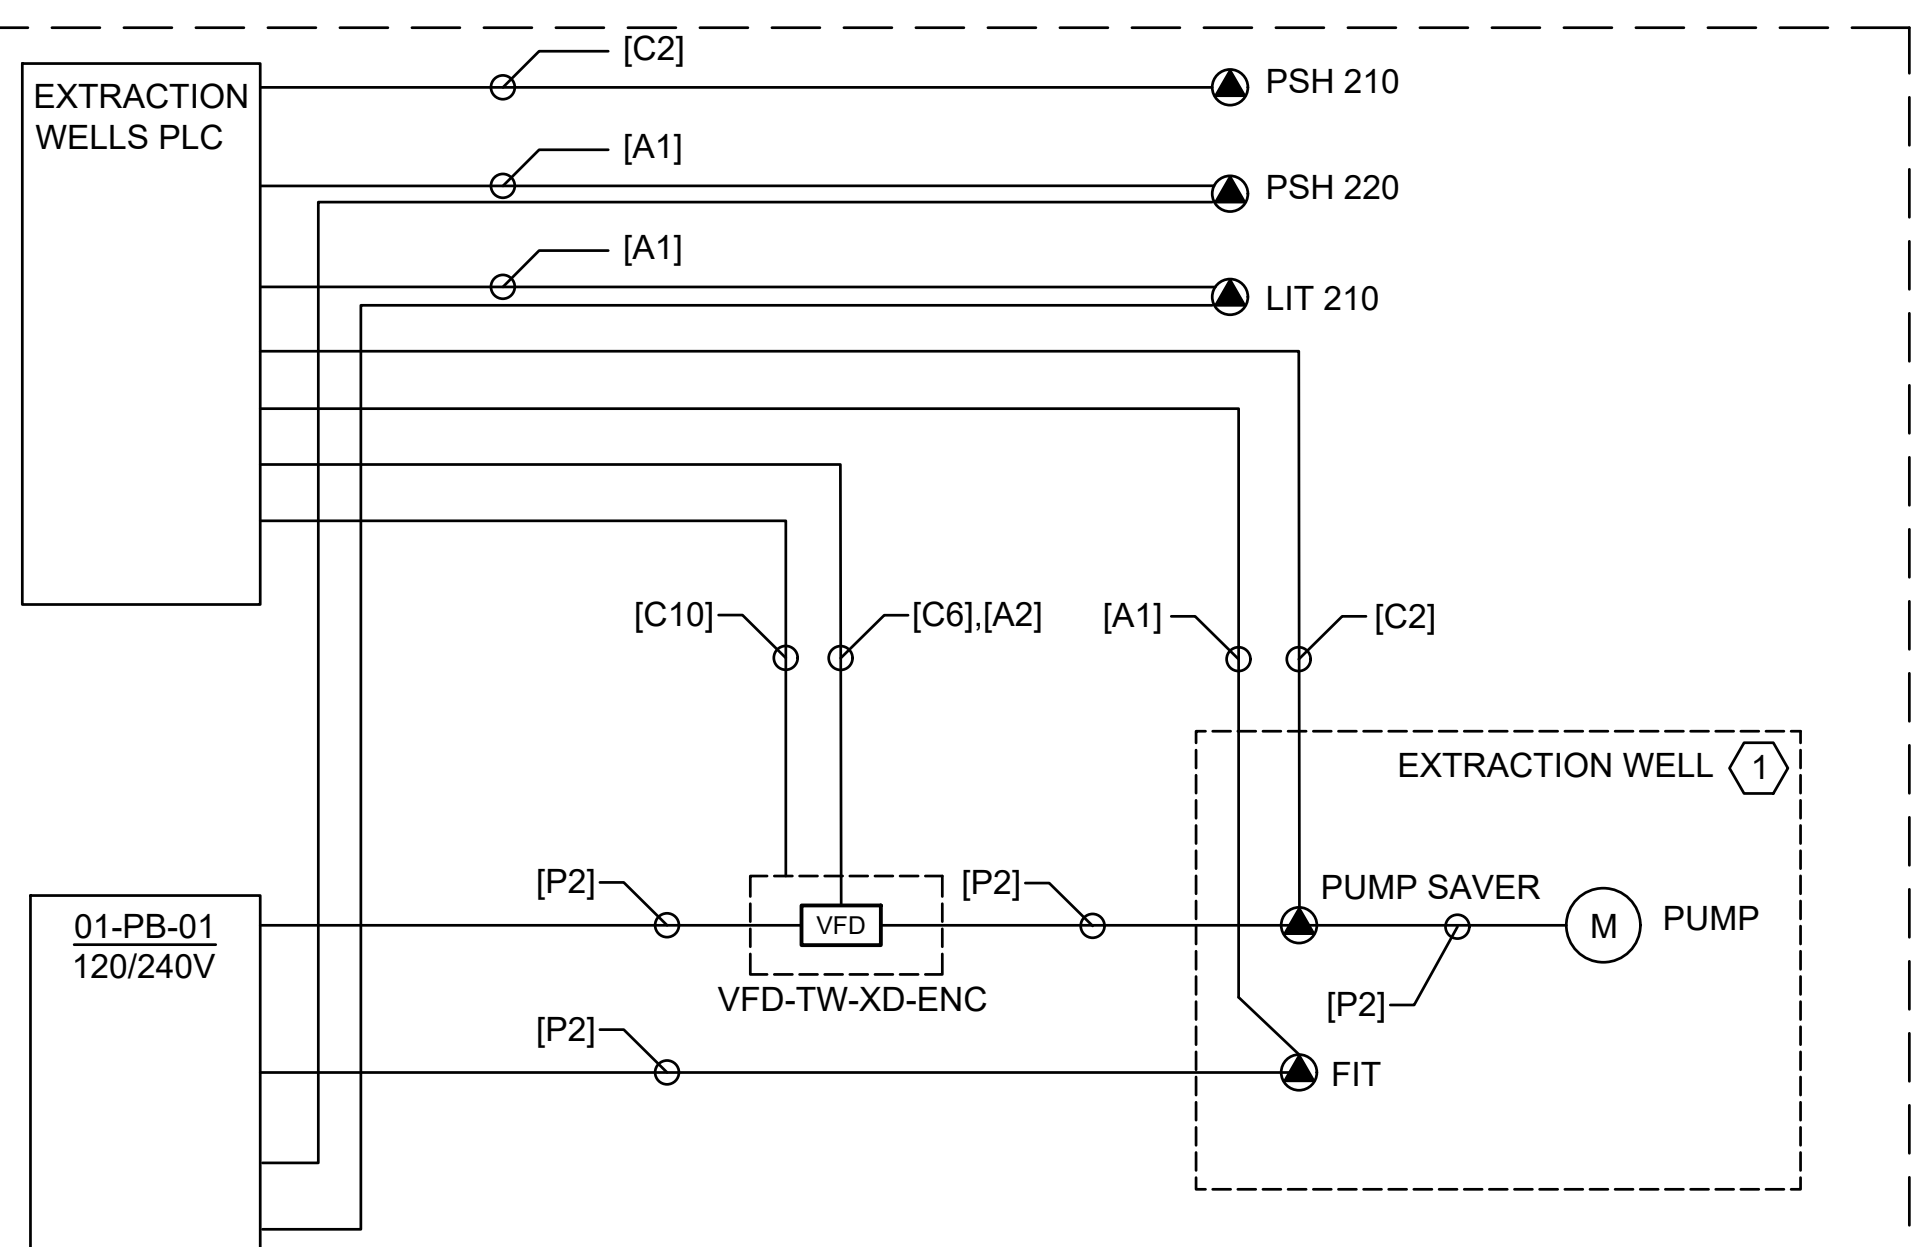 [C2]
PSH 210
EXTRACTION
WELLS PLC
[A1]
PSH 220
[A1]
LIT 210
[C10]
[C6],[A2]
[A1]
[C2]
EXTRACTION WELL 1
[P2]
[P2]
PUMP SAVER
01-PB-01
120/240V
VFD
M
PUMP
VFD-TW-XD-ENC
[P2]
[P2]
FIT